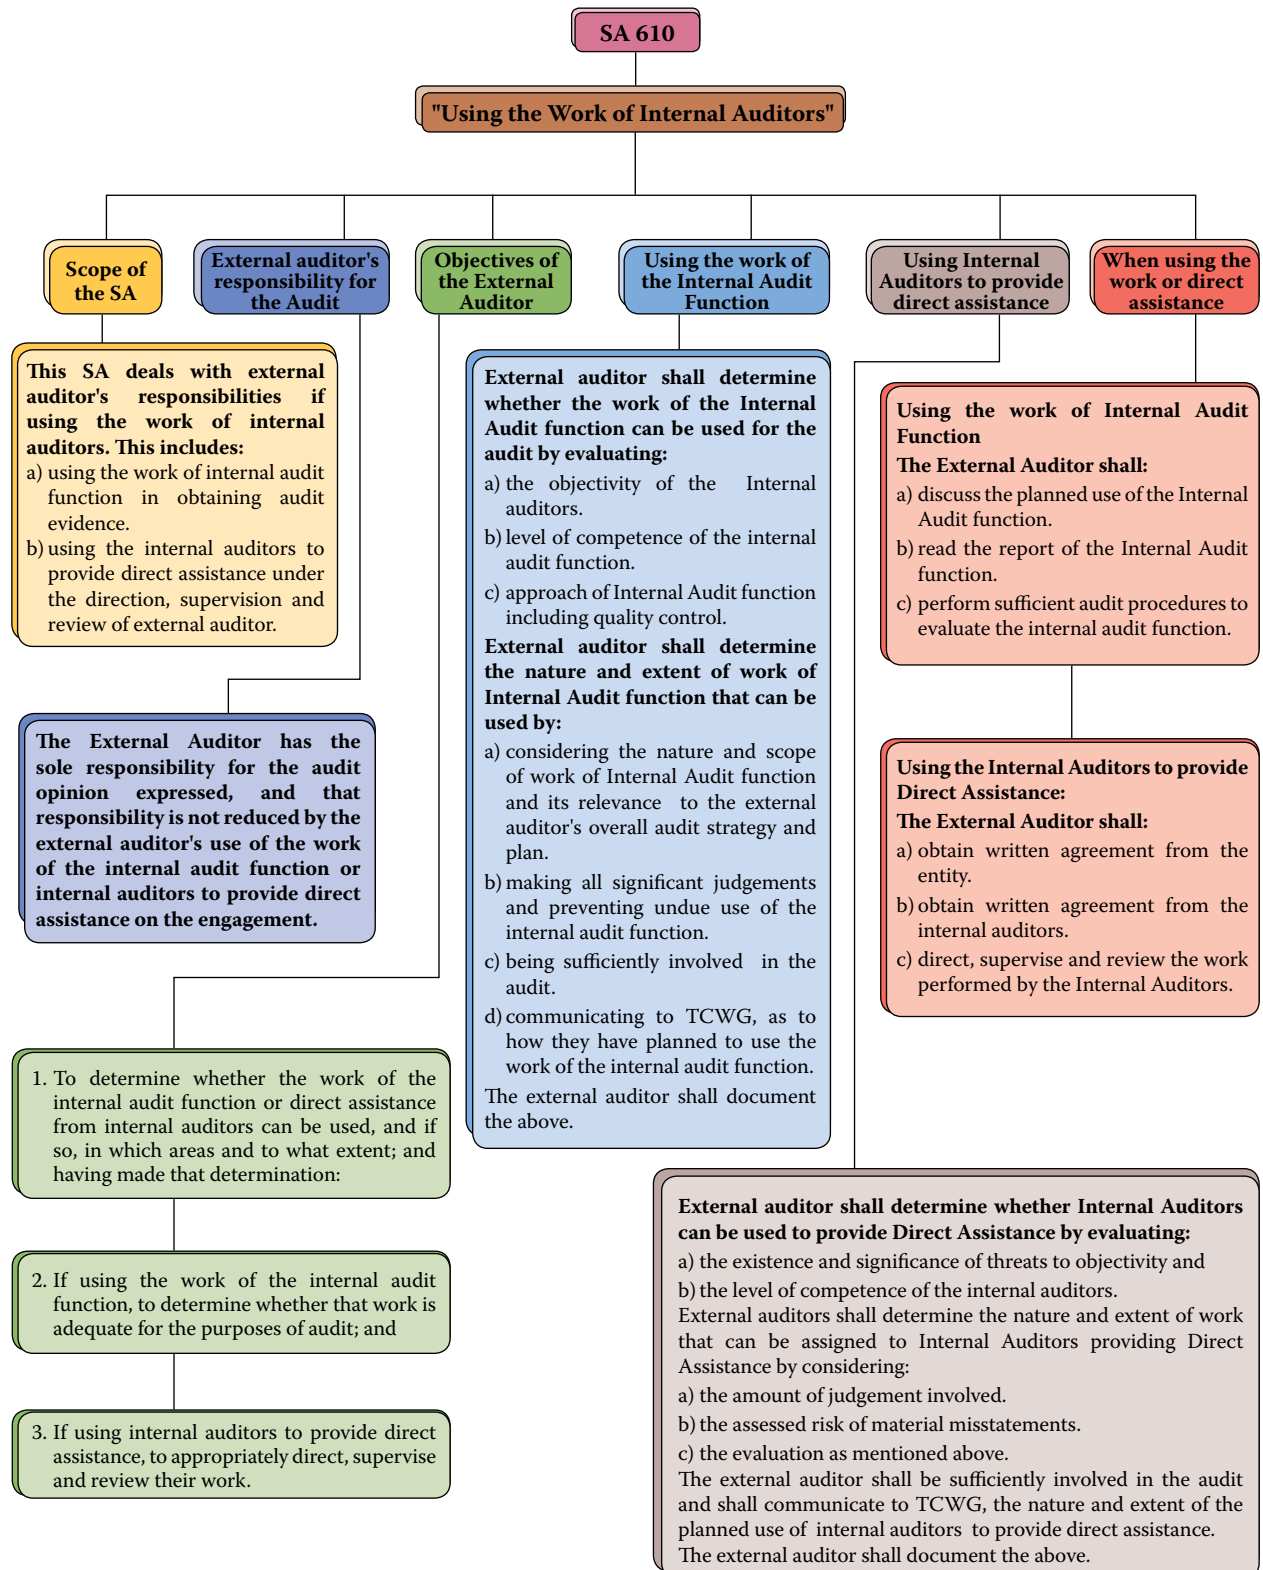 SA 610
"Using the Work of Internal Auditors"
Scope of
the SA
External auditor's
responsibility for
the Audit
Objectives of
the External
Auditor
Using the work of
the Internal Audit
Function
Using Internal
Auditors to provide
direct assistance
When using the
work or direct
assistance
This SA deals with external
auditor's responsibilities if
using the work of internal
auditors. This includes:
a) using the work of internal audit
function in obtaining audit
evidence.
b) using the internal auditors to
provide direct assistance under
the direction, supervision and
review of external auditor.
The External Auditor has the
sole responsibility for the audit
opinion expressed, and that
responsibility is not reduced by the
external auditor's use of the work
of the internal audit function or
internal auditors to provide direct
assistance on the engagement.
1. To determine whether the work of the
internal audit function or direct assistance
from internal auditors can be used, and if
so, in which areas and to what extent; and
having made that determination:
2. If using the work of the internal audit
function, to determine whether that work is
adequate for the purposes of audit; and
3. If using internal auditors to provide direct
assistance, to appropriately direct, supervise
and review their work.
External auditor shall determine
whether the work of the Internal
Audit function can be used for the
audit by evaluating:
a) the objectivity of the Internal
auditors.
b) level of competence of the internal
audit function.
c) approach of Internal Audit function
including quality control.
External auditor shall determine
the nature and extent of work of
Internal Audit function that can be
used by:
a) considering the nature and scope
of work of Internal Audit function
and its relevance to the external
auditor's overall audit strategy and
plan.
b) making all significant judgements
and preventing undue use of the
internal audit function.
c) being sufficiently involved in the
audit.
d) communicating to TCWG, as to
how they have planned to use the
work of the internal audit function.
The external auditor shall document
the above.
Using the work of Internal Audit
Function
The External Auditor shall:
a) discuss the planned use of the Internal
Audit function.
b) read the report of the Internal Audit
function.
c) perform sufficient audit procedures to
evaluate the internal audit function.
Using the Internal Auditors to provide
Direct Assistance:
The External Auditor shall:
a) obtain written agreement from the
entity.
b) obtain written agreement from the
internal auditors.
c) direct, supervise and review the work
performed by the Internal Auditors.
External auditor shall determine whether Internal Auditors
can be used to provide Direct Assistance by evaluating:
a) the existence and significance of threats to objectivity and
b) the level of competence of the internal auditors.
External auditors shall determine the nature and extent of work
that can be assigned to Internal Auditors providing Direct
Assistance by considering:
a) the amount of judgement involved.
b) the assessed risk of material misstatements.
c) the evaluation as mentioned above.
The external auditor shall be sufficiently involved in the audit
and shall communicate to TCWG, the nature and extent of the
planned use of internal auditors to provide direct assistance.
The external auditor shall document the above.